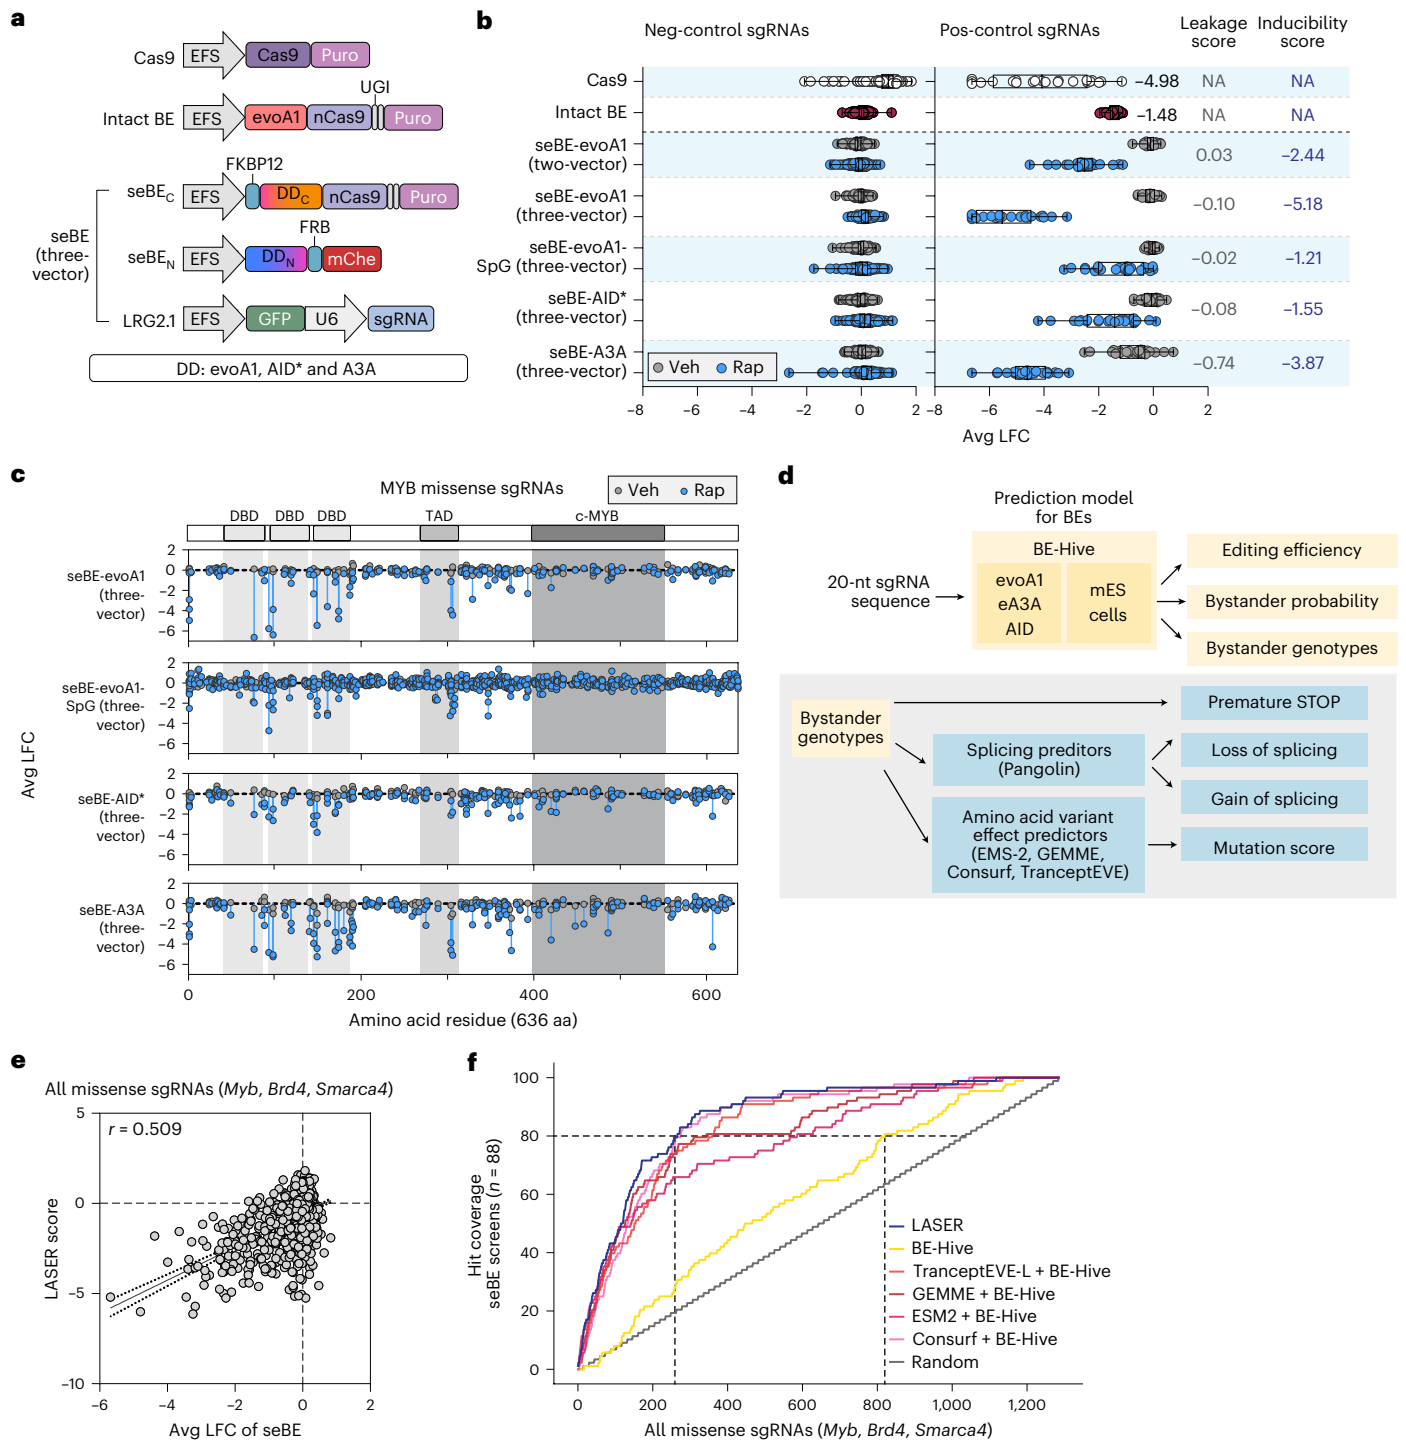 a
Cas9 EFS Cas9 Puro
UGI
Intact BE EFS evoA1 nCas9 Puro
FKBP12
seBEC EFS DDC nCas9 Puro
FRB
seBE
(three-
vector)
seBEN EFS DDN mChe
LRG2.1 EFS GFP U6 sgRNA
DD: evoA1, AID* and A3A
b
Neg-control sgRNAs Pos-control sgRNAs Leakage
score Inducibility
score
Cas9 −4.98 NA NA
Intact BE −1.48 NA NA
seBE-evoA1
(two-vector) 0.03 −2.44
seBE-evoA1
(three-vector) −0.10 −5.18
seBE-evoA1-
SpG (three-vector) −0.02 −1.21
seBE-AID*
(three-vector) −0.08 −1.55
seBE-A3A
(three-vector) −0.74 −3.87
Veh Rap
−8 −6 −4 −2 0 2 −8 −6 −4 −2 0 2
Avg LFC
c
MYB missense sgRNAs
Veh Rap
DBD DBD DBD TAD c-MYB
Avg LFC
seBE-evoA1
(three-
vector)
2
0
−2
−4
−6
seBE-evoA1-
SpG (three-
vector)
2
0
−2
−4
−6
seBE-AID*
(three-
vector)
2
0
−2
−4
−6
seBE-A3A
(three-
vector)
2
0
−2
−4
−6
0 200 400 600
Amino acid residue (636 aa)
d
Prediction model
for BEs
20-nt sgRNA
sequence
BE-Hive
evoA1
eA3A
AID
mES
cells
Editing efficiency
Bystander probability
Bystander genotypes
Bystander
genotypes
Splicing preditors
(Pangolin)
Amino acid variant
effect predictors
(EMS-2, GEMME,
Consurf, TranceptEVE)
Premature STOP
Loss of splicing
Gain of splicing
Mutation score
e
All missense sgRNAs (Myb, Brd4, Smarca4)
r = 0.509
LASER score
5
0
−5
−10
−6 −4 −2 0 2
Avg LFC of seBE
f
Hit coverage
seBE screens (n = 88)
100
80
60
40
20
0
LASER
BE-Hive
TranceptEVE-L + BE-Hive
GEMME + BE-Hive
ESM2 + BE-Hive
Consurf + BE-Hive
Random
0 200 400 600 800 1,000 1,200
All missense sgRNAs (Myb, Brd4, Smarca4)